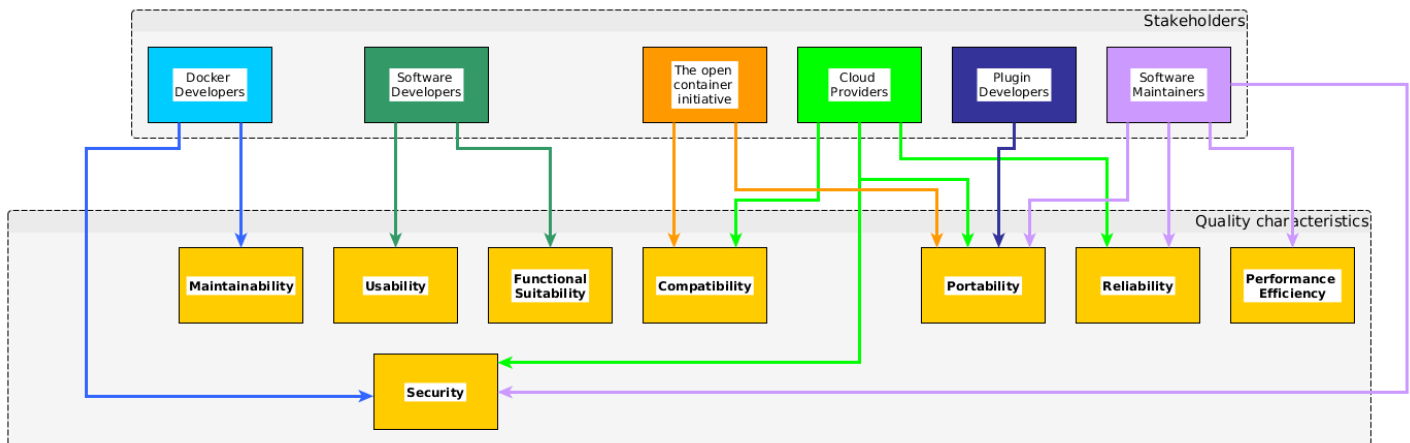 Stakeholders
Docker
Developers
Software
Developers
The open
container
initiative
Cloud
Providers
Plugin
Developers
Software
Maintainers
Quality characteristics
Maintainability
Usability
Functional
Suitability
Compatibility
Portability
Reliability
Performance
Efficiency
Security